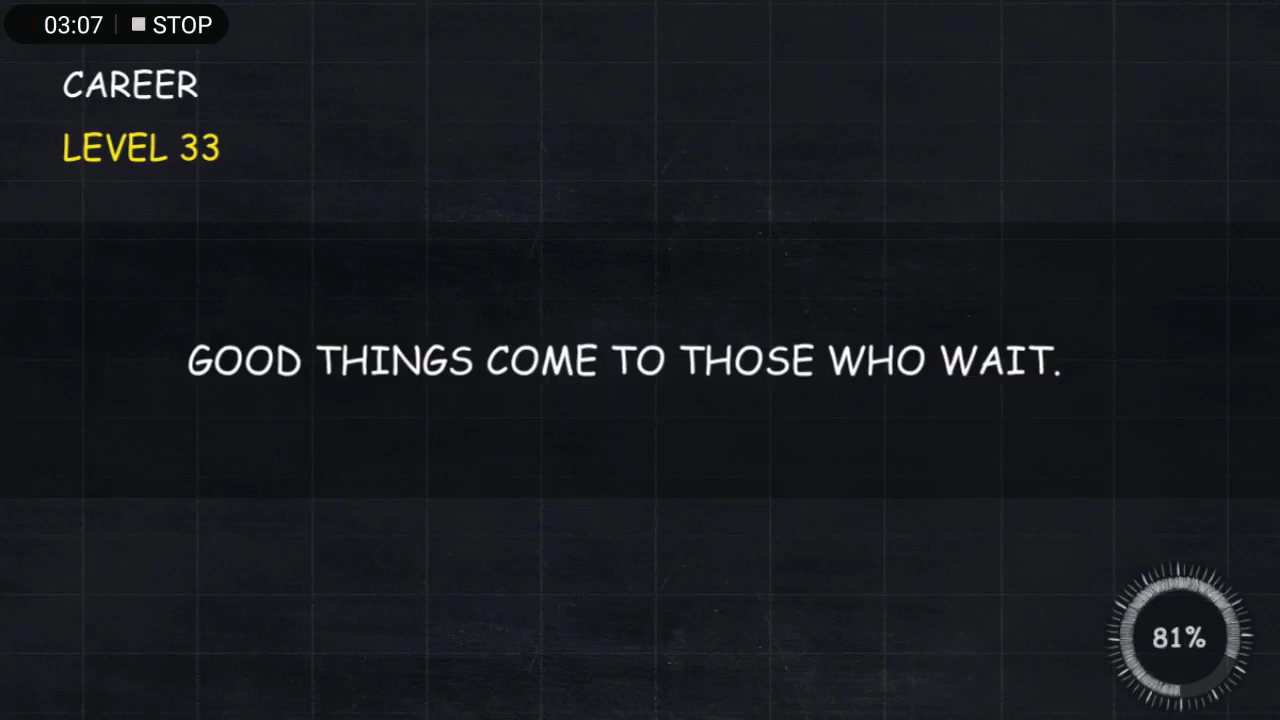 03:07 STOP
CAREER
LEVEL 33
GOOD THINGS COME TO THOSE WHO WAIT.
81%